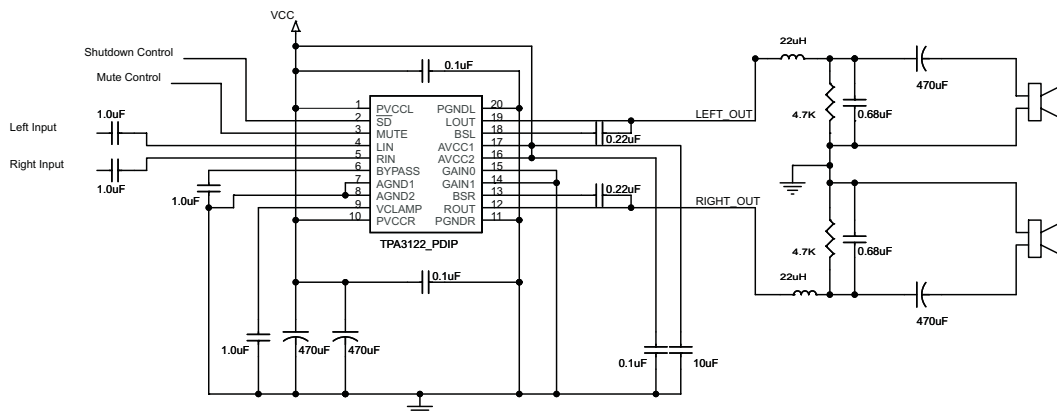 VCC
Shutdown Control
Mute Control
Left Input
Right Input
1.0uF
1.0uF
0.1uF
1 PVCCL PGNDL 20
2 SD LOUT 19
3 MUTE BSL 18
4 LIN AVCC1 17
5 RIN AVCC2 16
6 BYPASS GAIN0 15
7 AGND1 GAIN1 14
8 AGND2 BSR 13
9 VCLAMP ROUT 12
10 PVCCR PGNDR 11
TPA3122_PDIP
1.0uF
0.22uF
0.22uF
LEFT_OUT
RIGHT_OUT
0.1uF
1.0uF
470uF
470uF
0.1uF
10uF
22uH
470uF
4.7K
0.68uF
4.7K
0.68uF
22uH
470uF